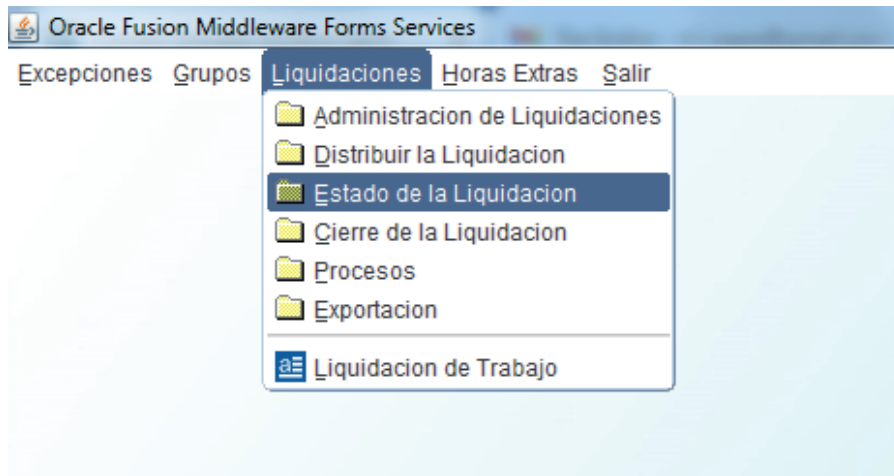 Oracle Fusion Middleware Forms Services
Excepciones Grupos Liquidaciones Horas Extras Salir
Administracion de Liquidaciones
Distribuir la Liquidacion
Estado de la Liquidacion
Cierre de la Liquidacion
Procesos
Exportacion
aE Liquidacion de Trabajo